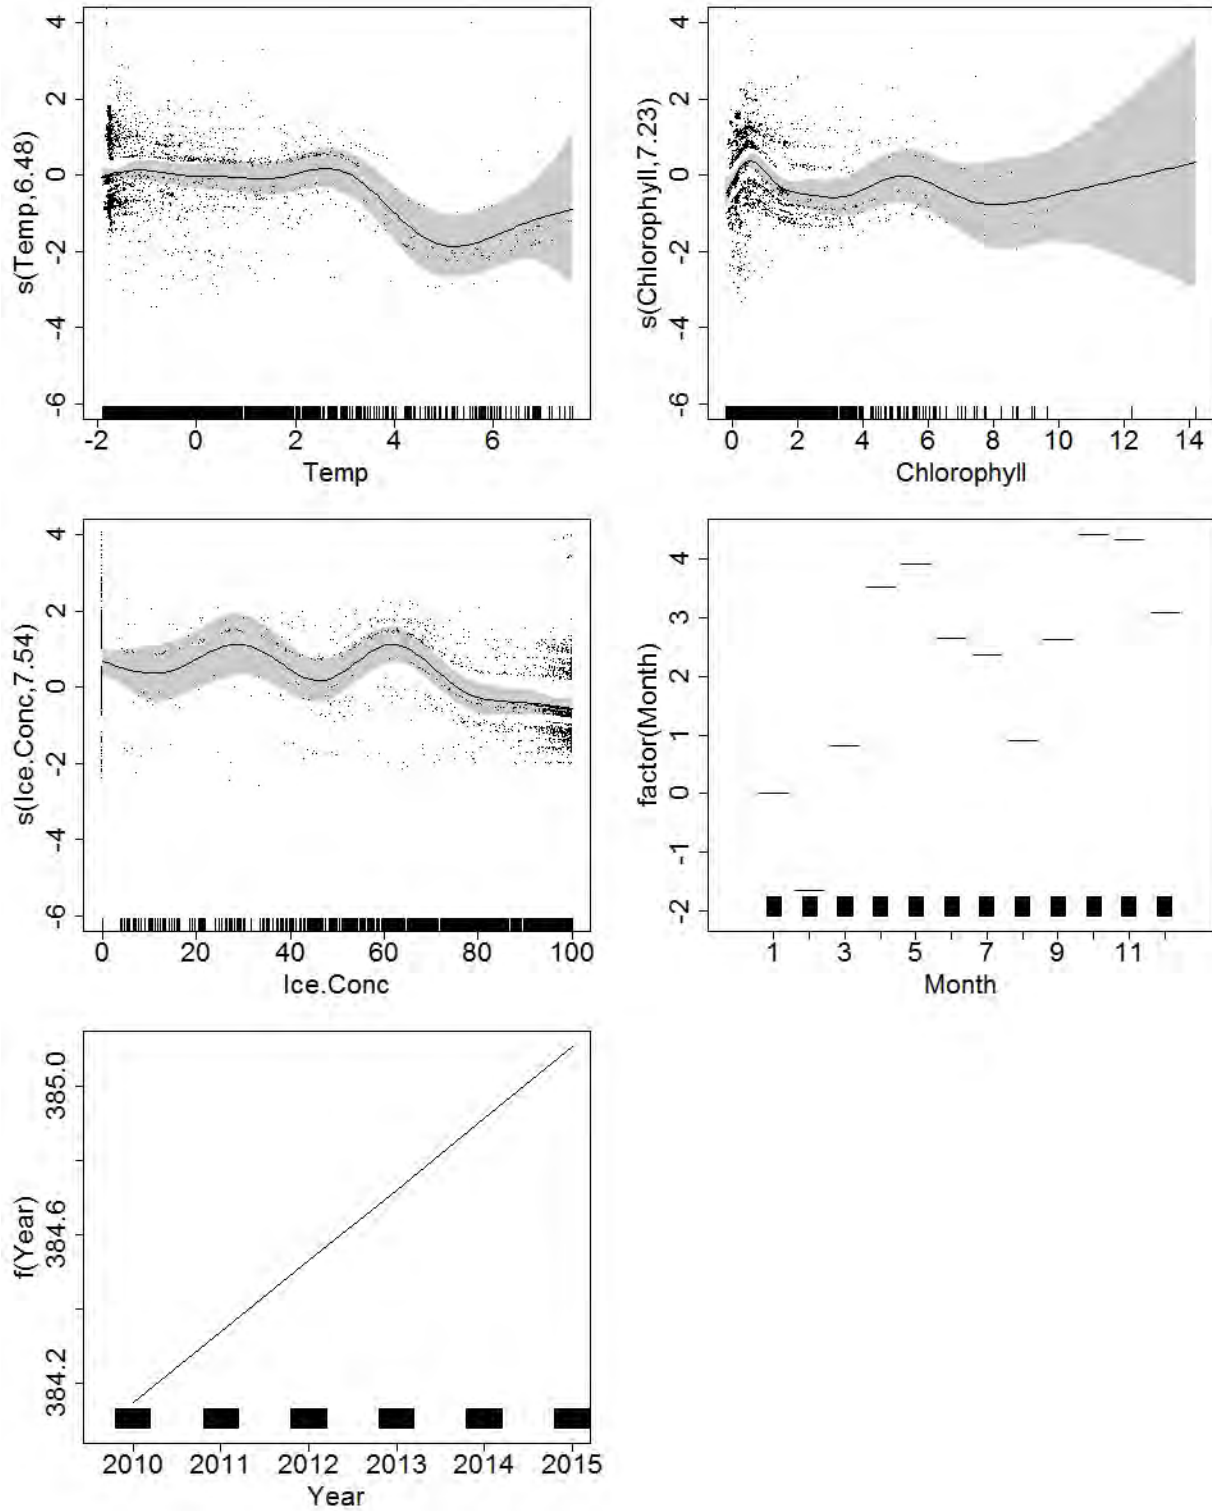 s(Temp,6.48)
4
2
0
-2
-4
-6
-2 0 2 4 6
Temp
s(Chlorophyll,7.23)
4
2
0
-2
-4
-6
0 2 4 6 8 10 12 14
Chlorophyll
s(Ice.Conc,7.54)
4
2
0
-2
-4
-6
0 20 40 60 80 100
Ice.Conc
factor(Month)
4
3
2
1
0
-1
-2
1 3 5 7 9 11
Month
f(Year)
385.0
384.6
384.2
2010 2011 2012 2013 2014 2015
Year